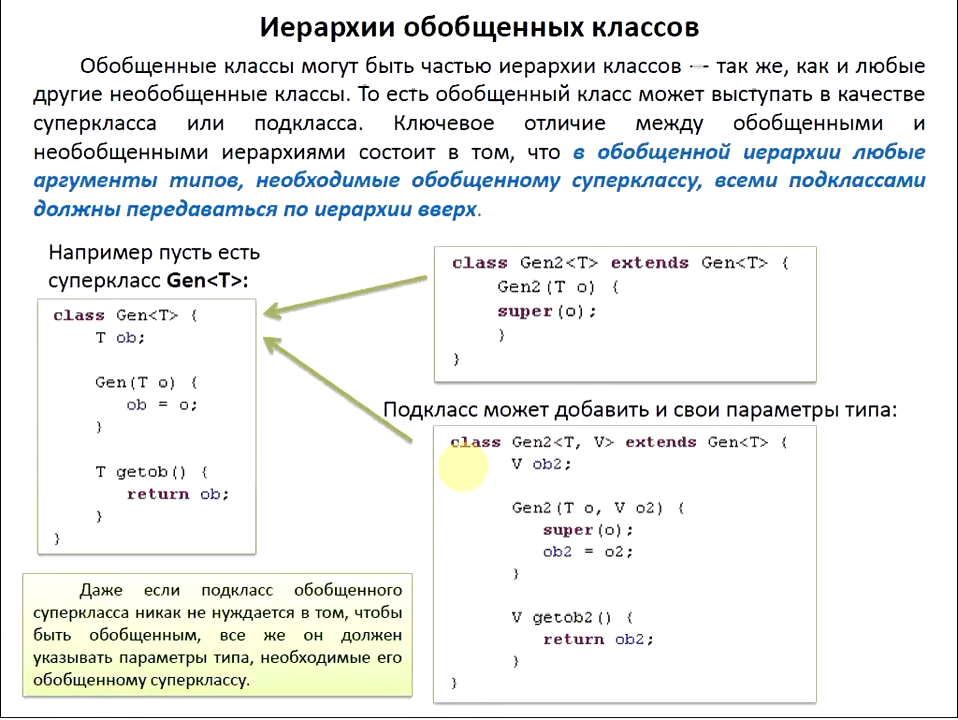 Иерархии обобщенных классов
Обобщенные классы могут быть частью иерархии классов — так же, как и любые
другие необобщенные классы. То есть обобщенный класс может выступать в качестве
суперкласса или подкласса. Ключевое отличие между обобщенными и
необобщенными иерархиями состоит в том, что в обобщенной иерархии любые
аргументы типов, необходимые обобщенному суперклассу, всеми подклассами
должны передаваться по иерархии вверх.
Например пусть есть
суперкласс Gen<T>:
class Gen<T> {
T ob;
Gen(T o) {
ob = o;
}
T getob() {
return ob;
}
}
class Gen2<T> extends Gen<T> {
Gen2(T o) {
super(o);
}
}
Подкласс может добавить и свои параметры типа:
class Gen2<T, V> extends Gen<T> {
V ob2;
Gen2(T o, V o2) {
super(o);
ob2 = o2;
}
V getob2() {
return ob2;
}
}
Даже если подкласс обобщенного
суперкласса никак не нуждается в том, чтобы
быть обобщенным, все же он должен
указывать параметры типа, необходимые его
обобщенному суперклассу.